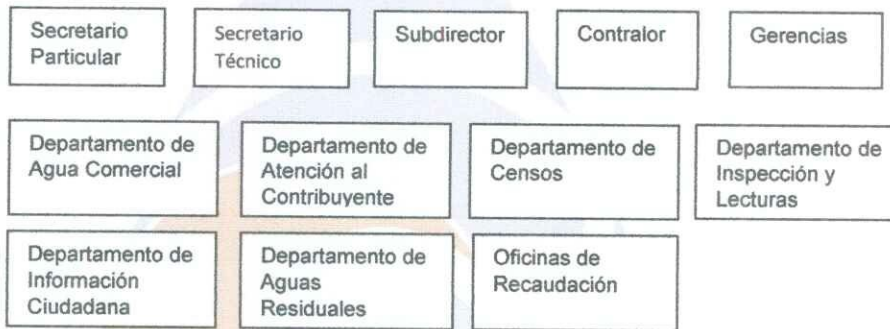 Secretario
Particular
Secretario
Técnico
Subdirector
Contralor
Gerencias
Departamento de
Agua Comercial
Departamento de
Atención al
Contribuyente
Departamento de
Censos
Departamento de
Inspección y
Lecturas
Departamento de
Información
Ciudadana
Departamento de
Aguas
Residuales
Oficinas de
Recaudación